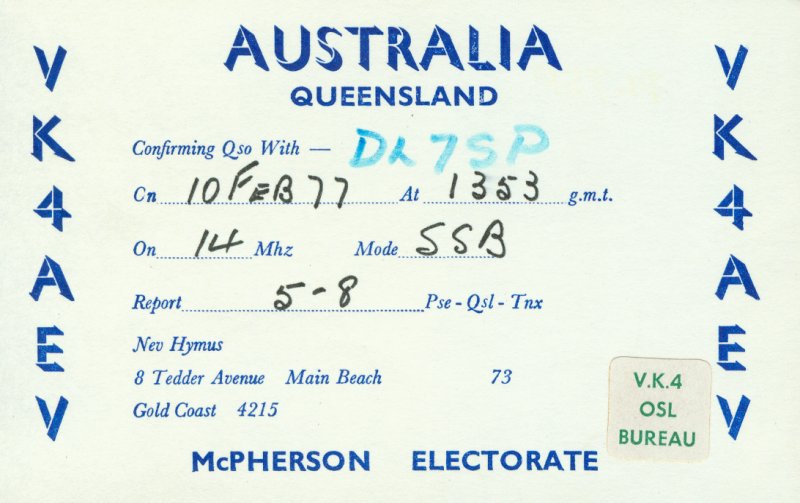 AUSTRALIA
QUEENSLAND
VK4AEV
Confirming Qso With — DL7SP
Cn 10 FEB 77 At 1353 g.m.t.
On 14 Mhz Mode SSB
Report 5-8 Pse - Qsl - Tnx
Nev Hymus
8 Tedder Avenue Main Beach 73
Gold Coast 4215
McPHERSON ELECTORATE
VK4AEV
V.K.4
OSL
BUREAU